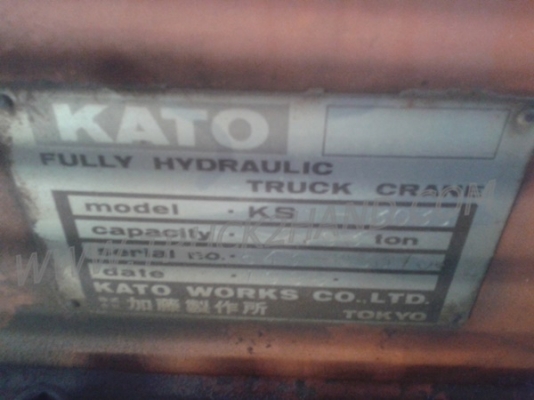 KATO
FULLY HYDRAULIC
TRUCK CRANE
model · KS
capacity · ton
serial no.
date
KATO WORKS CO.,LTD.
加藤製作所 TOKYO